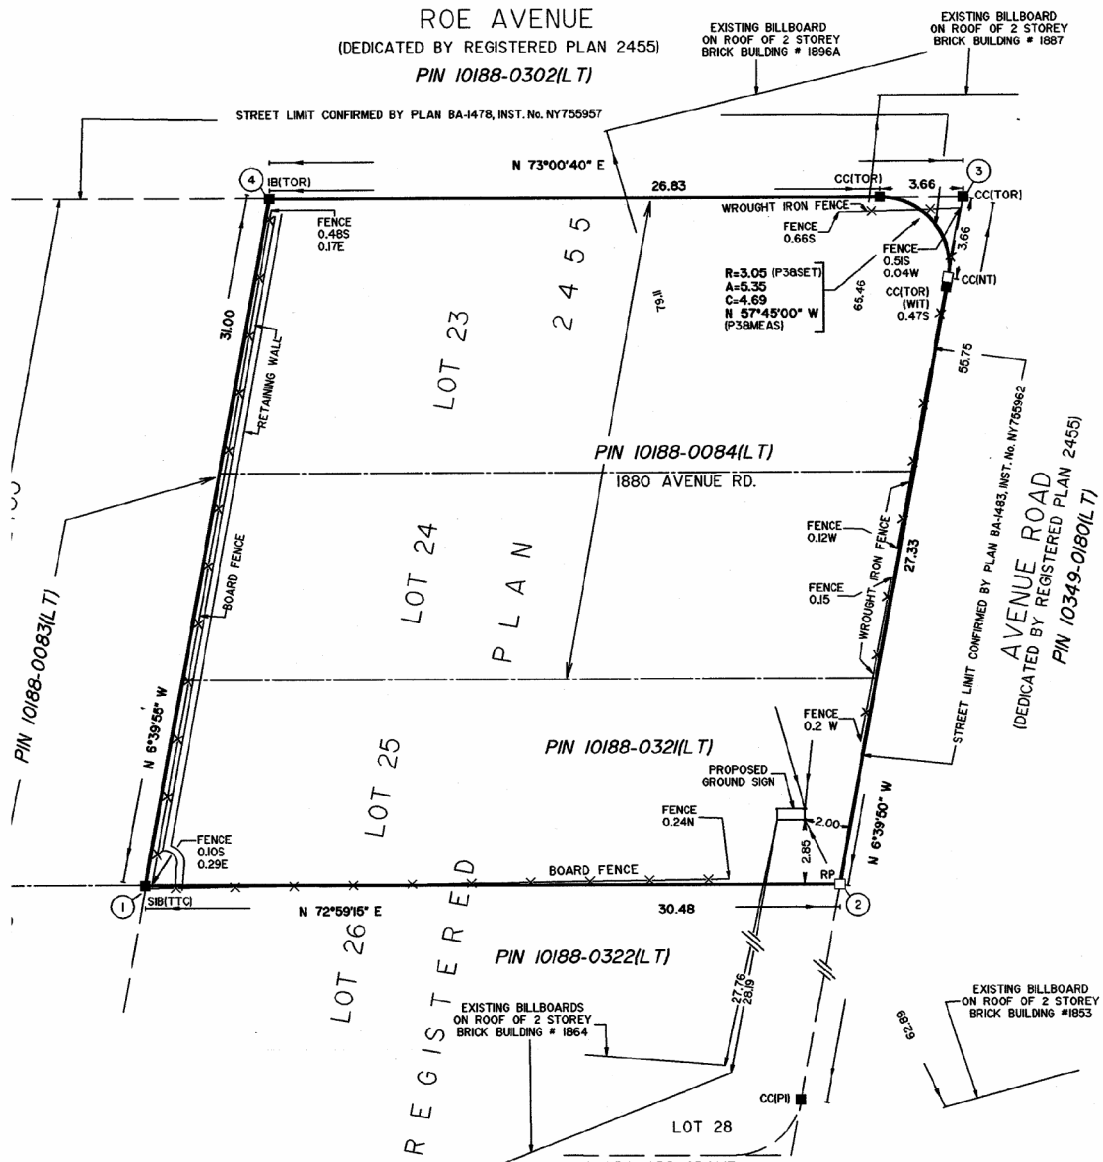 ROE AVENUE
(DEDICATED BY REGISTERED PLAN 2455)
PIN 10188-0302(LT)
EXISTING BILLBOARD
ON ROOF OF 2 STOREY
BRICK BUILDING # 1896A
EXISTING BILLBOARD
ON ROOF OF 2 STOREY
BRICK BUILDING # 1887
STREET LIMIT CONFIRMED BY PLAN BA-1478, INST. No. NY755957
N 73°00'40" E
4
IB(TOR)
26.83
CC(TOR)
3.66
3
CC(TOR)
FENCE
0.48S
0.17E
WROUGHT IRON FENCE
FENCE
0.66S
FENCE
0.51S
0.04W
3.66
CC(NT)
CC(TOR)
(WIT)
0.47S
R=3.05 (P38SET)
A=5.35
C=4.69
N 57°45'00" W
(P38MEAS)
65.46
79.11
31.00
RETAINING WALL
LOT 23
2455
55.75
PIN 10188-0084(LT)
1880 AVENUE RD.
STREET LIMIT CONFIRMED BY PLAN BA-1483, INST. No. NY755962
AVENUE ROAD
(DEDICATED BY REGISTERED PLAN 2455)
PIN 10349-0180(LT)
FENCE
0.12W
WROUGHT IRON FENCE
27.33
FENCE
0.15
LOT 24
PLAN
BOARD FENCE
PIN 10188-0083(LT)
N 6°39'55" W
FENCE
0.2 W
PIN 10188-0321(LT)
LOT 25
PROPOSED
GROUND SIGN
2.00
2.85
N 6°39'50" W
FENCE
0.24N
FENCE
0.10S
0.29E
BOARD FENCE
RP
1
SIB(TTC)
N 72°59'15" E
30.48
2
LOT 26
REGISTERED
PIN 10188-0322(LT)
27.76
28.19
EXISTING BILLBOARDS
ON ROOF OF 2 STOREY
BRICK BUILDING # 1864
EXISTING BILLBOARD
ON ROOF OF 2 STOREY
BRICK BUILDING #1853
62.89
CC(PI)
LOT 28